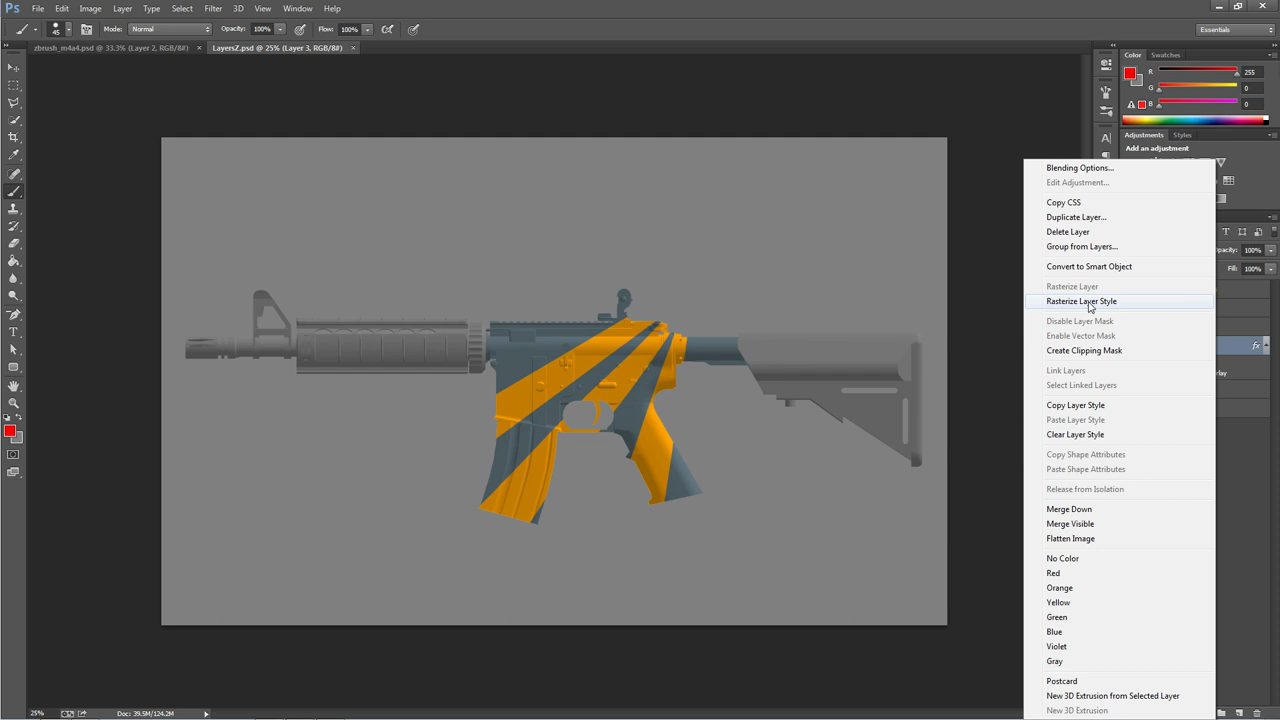 Ps File Edit Image Layer Type Select Filter 3D View Window Help
45 Mode: Normal Opacity: 100% Flow: 100% Essentials
zbrush_m4a4.psd @ 33.3% (Layer 2, RGB/8#) × LayersZ.psd @ 25% (Layer 3, RGB/8#) ×
Color Swatches
R 255
G 0
B 0
A
Adjustments Styles
Add an adjustment
Blending Options...
Edit Adjustment...
Copy CSS
Duplicate Layer...
Delete Layer
Group from Layers...
Convert to Smart Object
Rasterize Layer
Rasterize Layer Style
Disable Layer Mask
Enable Vector Mask
Create Clipping Mask
Link Layers
Select Linked Layers
Copy Layer Style
Paste Layer Style
Clear Layer Style
Copy Shape Attributes
Paste Shape Attributes
Release from Isolation
Merge Down
Merge Visible
Flatten Image
No Color
Red
Orange
Yellow
Green
Blue
Violet
Gray
Postcard
New 3D Extrusion from Selected Layer
New 3D Extrusion
T
Opacity: 100%
Fill: 100%
fx
rlay
T
25% Doc: 39.5M/124.2M